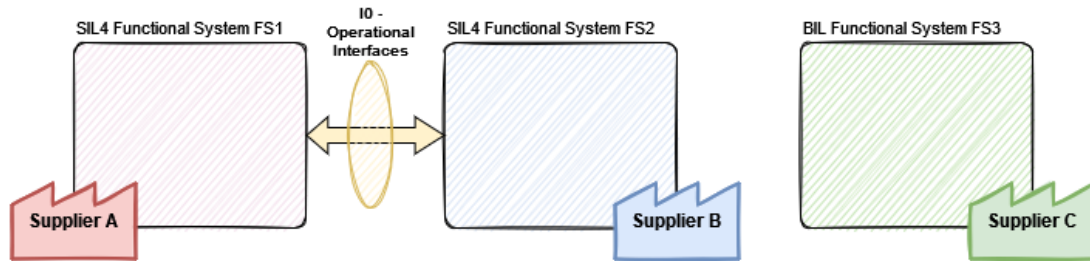 SIL4 Functional System FS1
I0 -
Operational
Interfaces
SIL4 Functional System FS2
BIL Functional System FS3
Supplier A
Supplier B
Supplier C